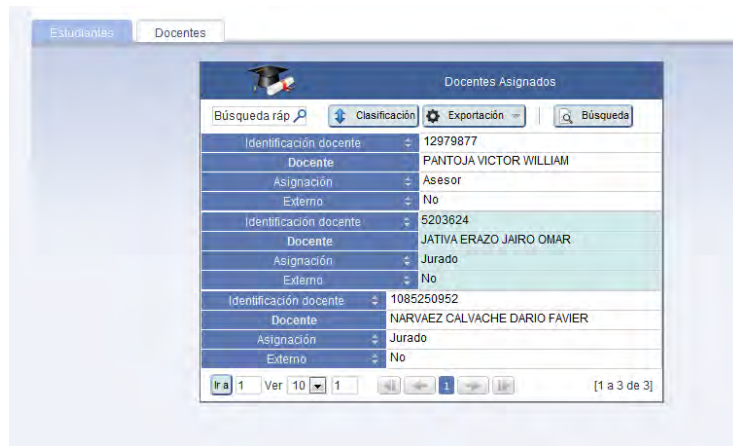 Estudiantes Docentes
Docentes Asignados
Búsqueda ráp Clasificación Exportación Búsqueda
Identificación docente 12979877
Docente PANTOJA VICTOR WILLIAM
Asignación Asesor
Externo No
Identificación docente 5203624
Docente JATIVA ERAZO JAIRO OMAR
Asignación Jurado
Externo No
Identificación docente 1085250952
Docente NARVAEZ CALVACHE DARIO FAVIER
Asignación Jurado
Externo No
Ir a 1 Ver 10 1 1 [1 a 3 de 3]